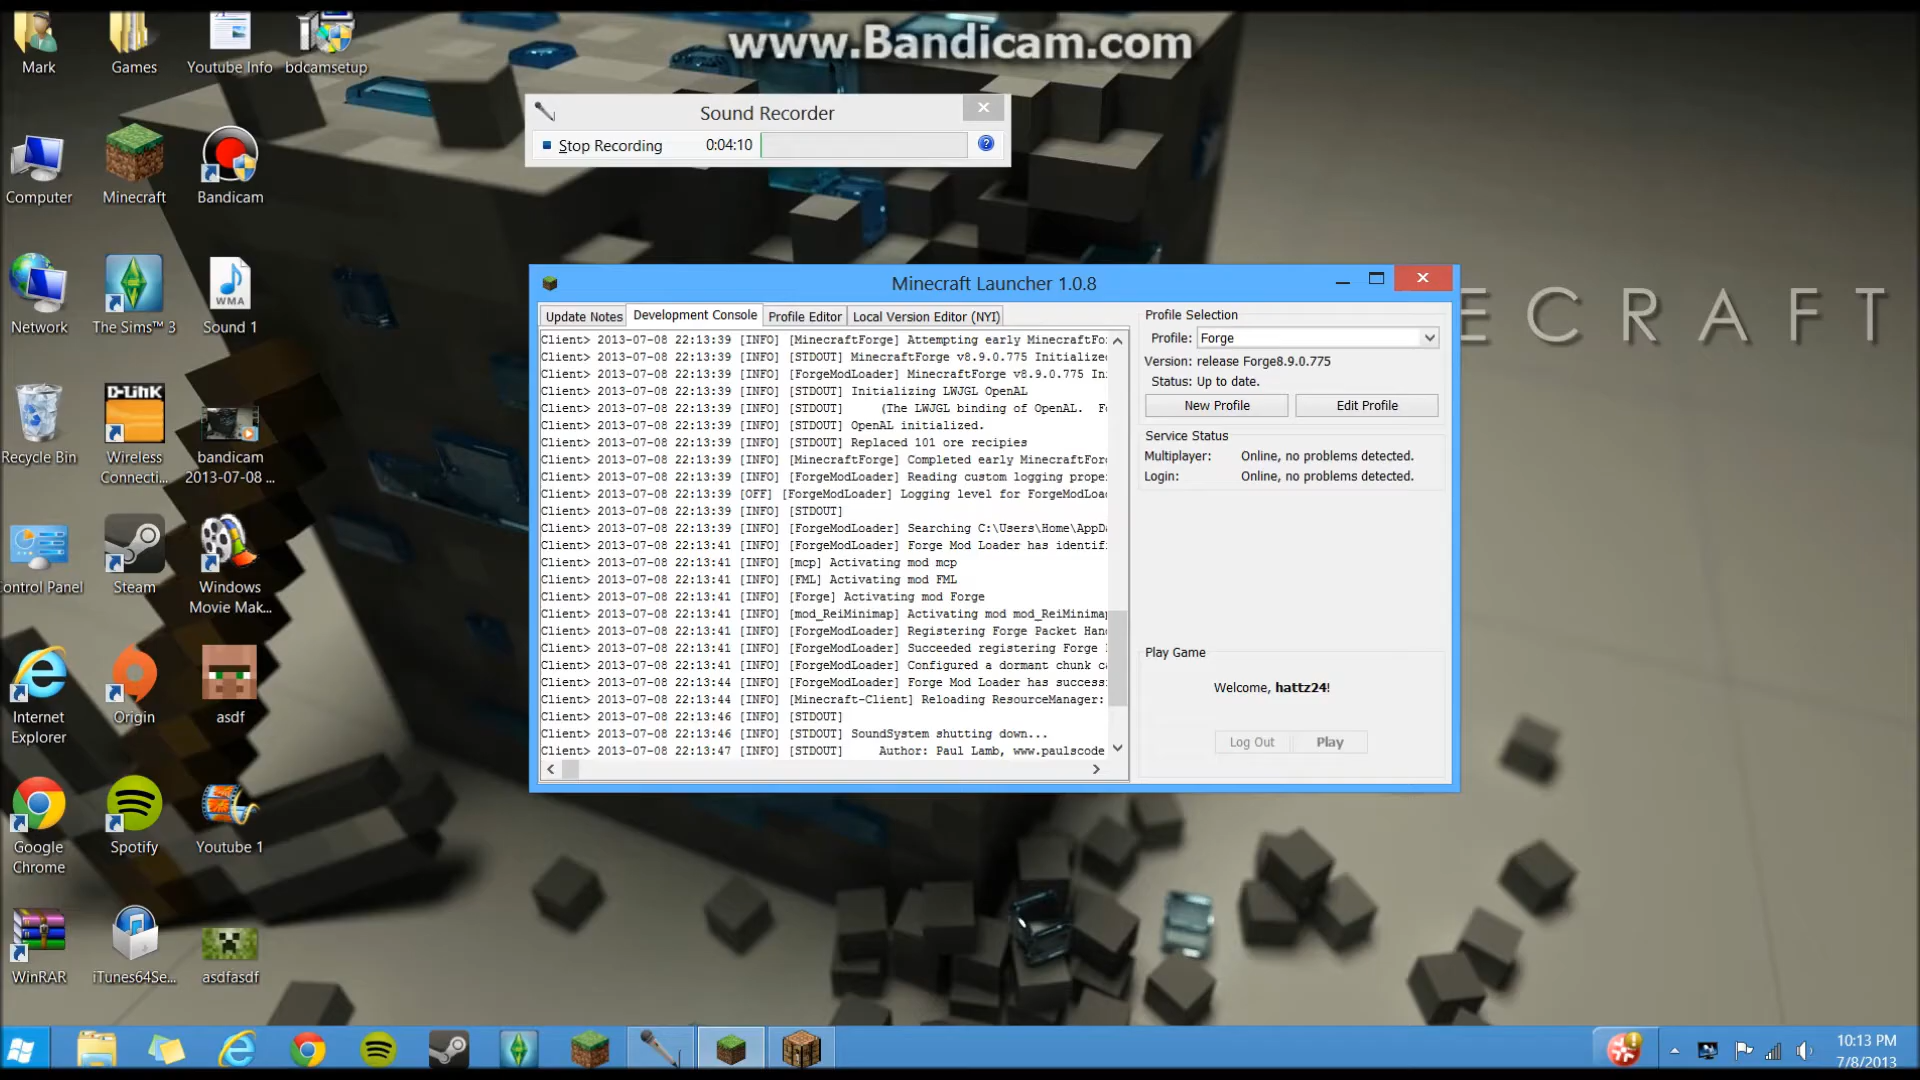 www.Bandicam.com
Mark
Games
Youtube Info
bdcamsetup
Computer
Minecraft
Bandicam
Network
The Sims™ 3
WMA
Sound 1
Recycle Bin
D-Link
Wireless
Connecti...
bandicam
2013-07-08 ...
ontrol Panel
Steam
Windows
Movie Mak...
Internet
Explorer
Origin
asdf
Google
Chrome
Spotify
Youtube 1
WinRAR
iTunes64Se...
asdfasdf
Sound Recorder
Stop Recording
0:04:10
ECRAFT
Minecraft Launcher 1.0.8
Update Notes
Development Console
Profile Editor
Local Version Editor (NYI)
Client> 2013-07-08 22:13:39 [INFO] [MinecraftForge] Attempting early MinecraftFo
Client> 2013-07-08 22:13:39 [INFO] [STDOUT] MinecraftForge v8.9.0.775 Initialize
Client> 2013-07-08 22:13:39 [INFO] [ForgeModLoader] MinecraftForge v8.9.0.775 In
Client> 2013-07-08 22:13:39 [INFO] [STDOUT] Initializing LWJGL OpenAL
Client> 2013-07-08 22:13:39 [INFO] [STDOUT] (The LWJGL binding of OpenAL. F
Client> 2013-07-08 22:13:39 [INFO] [STDOUT] OpenAL initialized.
Client> 2013-07-08 22:13:39 [INFO] [STDOUT] Replaced 101 ore recipies
Client> 2013-07-08 22:13:39 [INFO] [MinecraftForge] Completed early MinecraftFor
Client> 2013-07-08 22:13:39 [INFO] [ForgeModLoader] Reading custom logging prope
Client> 2013-07-08 22:13:39 [OFF] [ForgeModLoader] Logging level for ForgeModLoa
Client> 2013-07-08 22:13:39 [INFO] [STDOUT]
Client> 2013-07-08 22:13:39 [INFO] [ForgeModLoader] Searching C:\Users\Home\AppD
Client> 2013-07-08 22:13:41 [INFO] [ForgeModLoader] Forge Mod Loader has identif
Client> 2013-07-08 22:13:41 [INFO] [mcp] Activating mod mcp
Client> 2013-07-08 22:13:41 [INFO] [FML] Activating mod FML
Client> 2013-07-08 22:13:41 [INFO] [Forge] Activating mod Forge
Client> 2013-07-08 22:13:41 [INFO] [mod_ReiMinimap] Activating mod mod_ReiMinima
Client> 2013-07-08 22:13:41 [INFO] [ForgeModLoader] Registering Forge Packet Han
Client> 2013-07-08 22:13:41 [INFO] [ForgeModLoader] Succeeded registering Forge
Client> 2013-07-08 22:13:41 [INFO] [ForgeModLoader] Configured a dormant chunk c
Client> 2013-07-08 22:13:44 [INFO] [ForgeModLoader] Forge Mod Loader has success
Client> 2013-07-08 22:13:44 [INFO] [Minecraft-Client] Reloading ResourceManager:
Client> 2013-07-08 22:13:46 [INFO] [STDOUT]
Client> 2013-07-08 22:13:46 [INFO] [STDOUT] SoundSystem shutting down...
Client> 2013-07-08 22:13:47 [INFO] [STDOUT] Author: Paul Lamb, www.paulscode
Profile Selection
Profile: Forge
Version: release Forge8.9.0.775
Status: Up to date.
New Profile
Edit Profile
Service Status
Multiplayer: Online, no problems detected.
Login: Online, no problems detected.
Play Game
Welcome, hattz24!
Log Out
Play
10:13 PM
7/8/2013